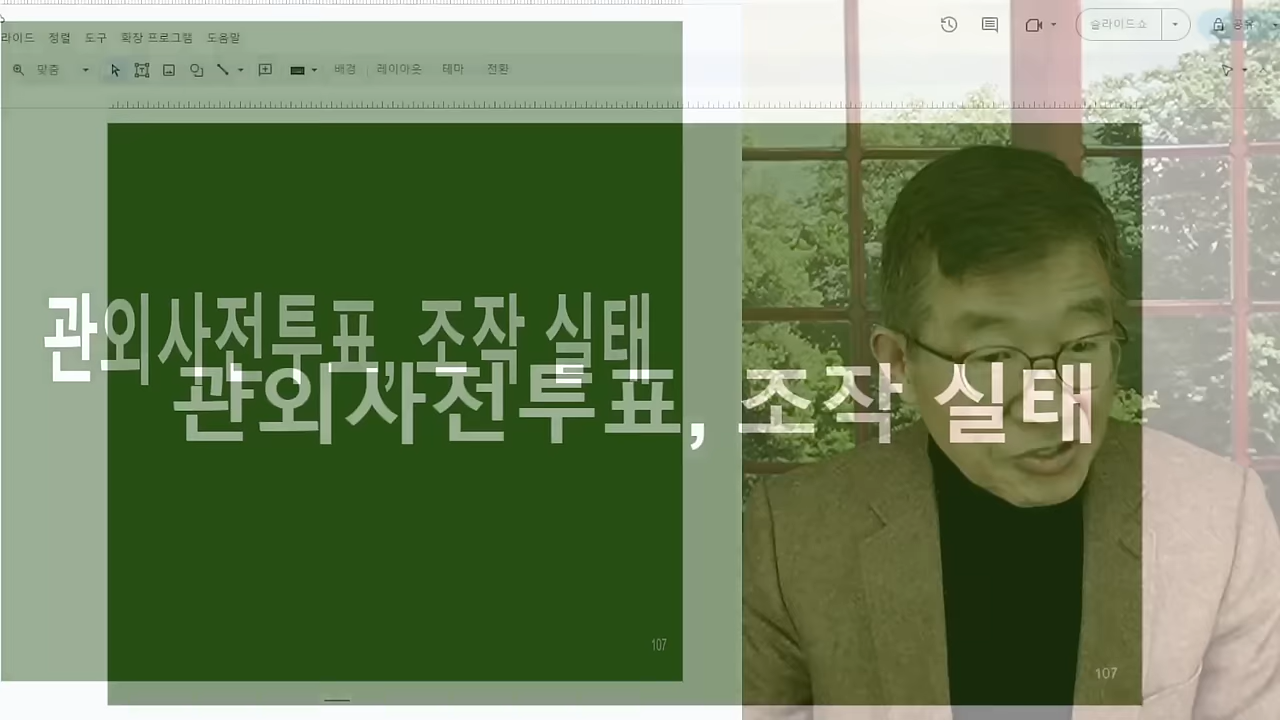 라이드 정렬 도구 확장 프로그램 도움말
슬라이드쇼 공유
맞춤 배경 레이아웃 테마 전환
관외사전투표, 조작 실태
관외사전투표, 조작 실태
107
107